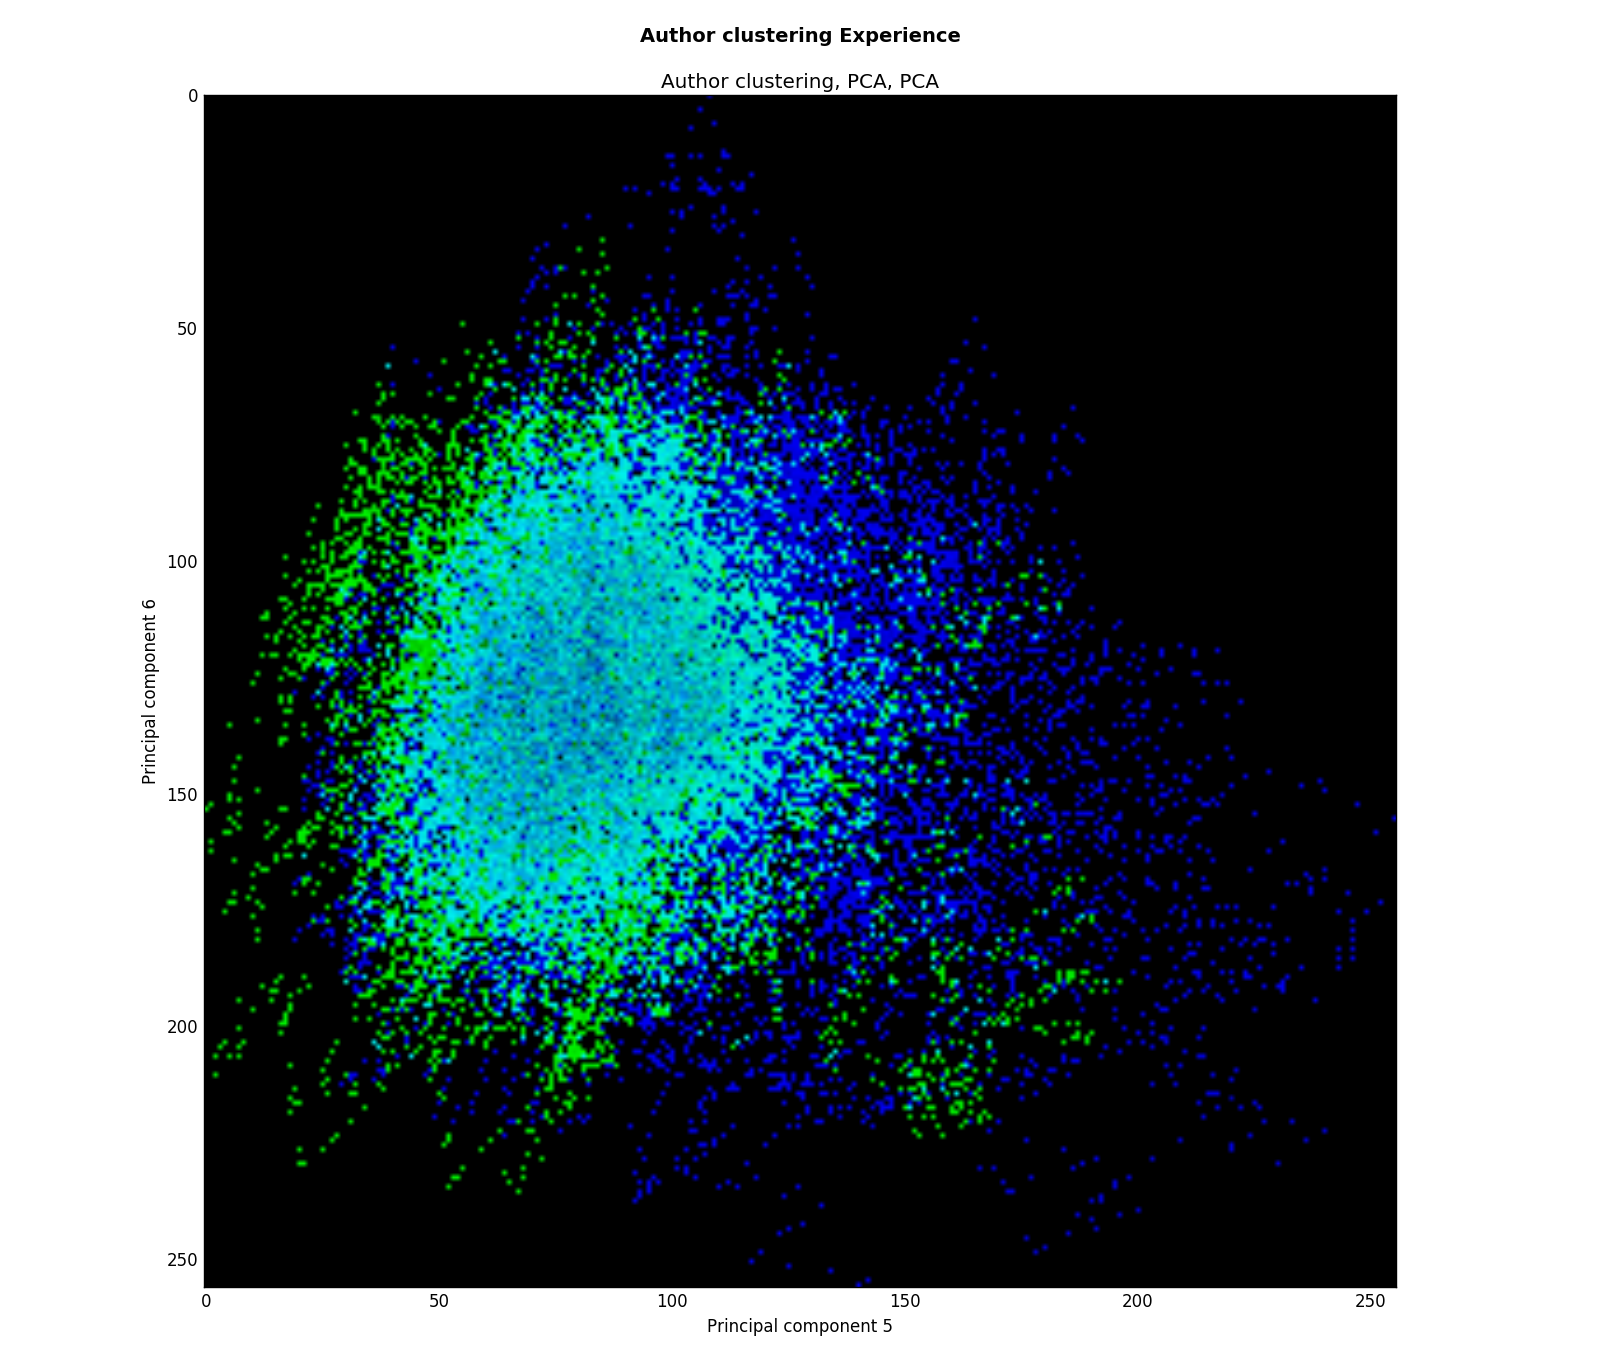 Author clustering Experience
Author clustering, PCA, PCA
0
50
100
150
200
250
Principal component 6
0 50 100 150 200 250
Principal component 5